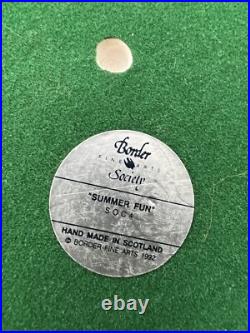 Border
FINE ARTS
Society
"SUMMER FUN"
SOC4
HAND MADE IN SCOTLAND
© BORDER FINE ARTS 1992